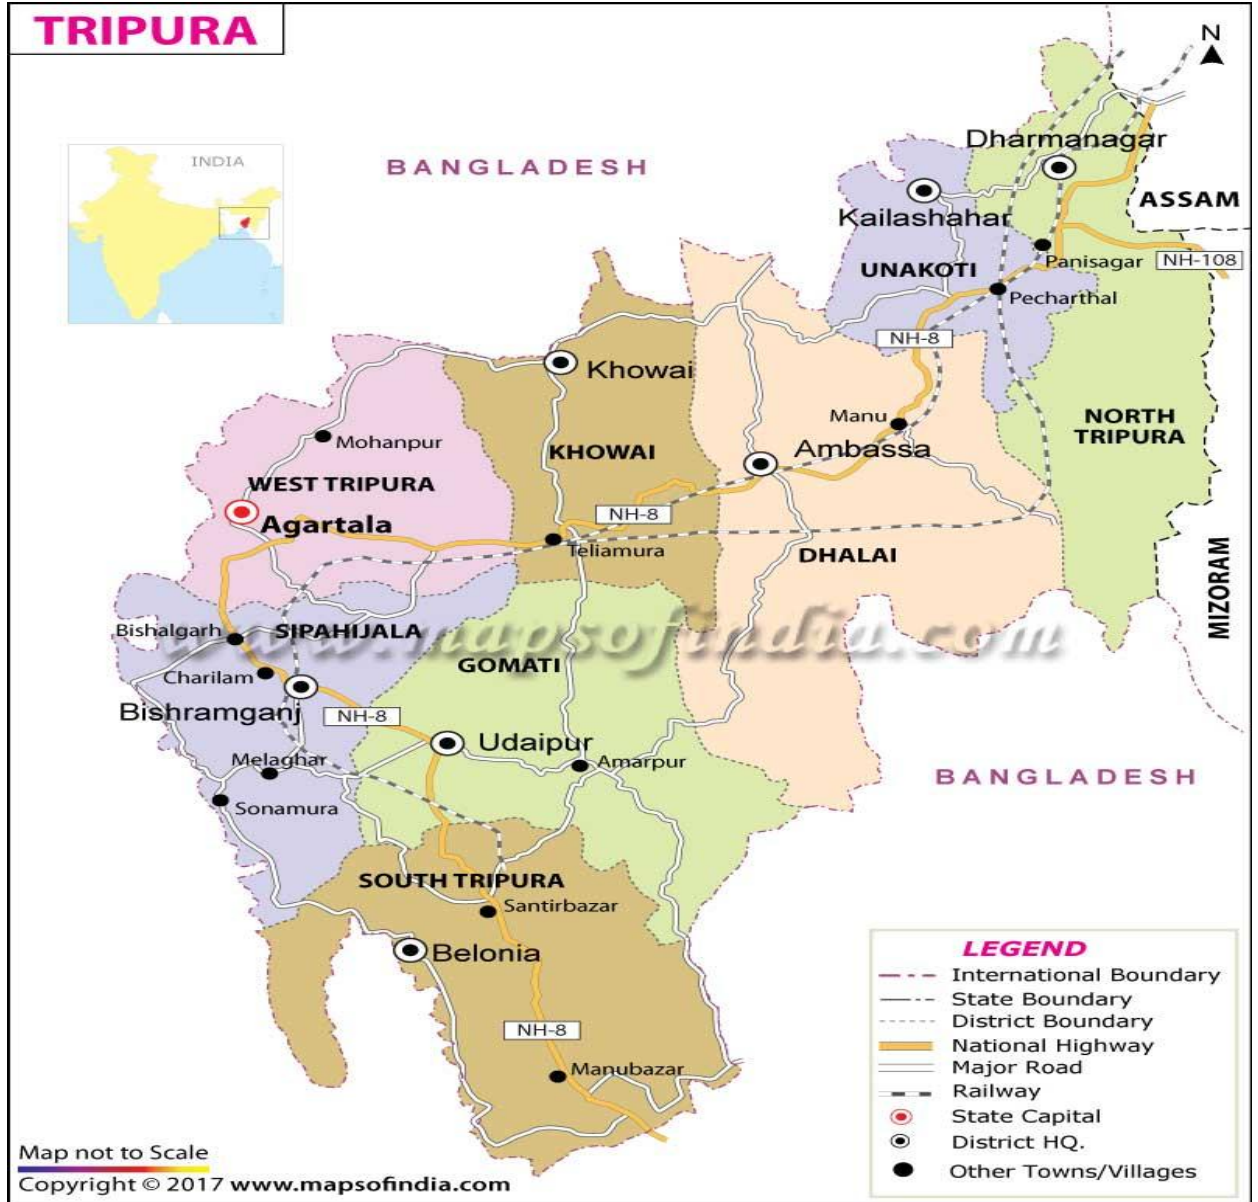 TRIPURA
N
INDIA
BANGLADESH
Dharmanagar
ASSAM
Kailashahar
Panisagar
NH-108
UNAKOTI
Pecharthal
NH-8
Khowai
Manu
NORTH
TRIPURA
Mohanpur
KHOWAI
Ambassa
WEST TRIPURA
NH-8
Agartala
Teliamura
DHALAI
MIZORAM
Bishalgarh
SIPAHIJALA
www.mapsofindia.com
GOMATI
Charilam
Bishramganj
NH-8
Udaipur
Melaghar
Amarpur
BANGLADESH
Sonamura
SOUTH TRIPURA
Santirbazar
Belonia
NH-8
Manubazar
LEGEND
International Boundary
State Boundary
District Boundary
National Highway
Major Road
Railway
State Capital
District HQ.
Other Towns/Villages
Map not to Scale
Copyright © 2017 www.mapsofindia.com